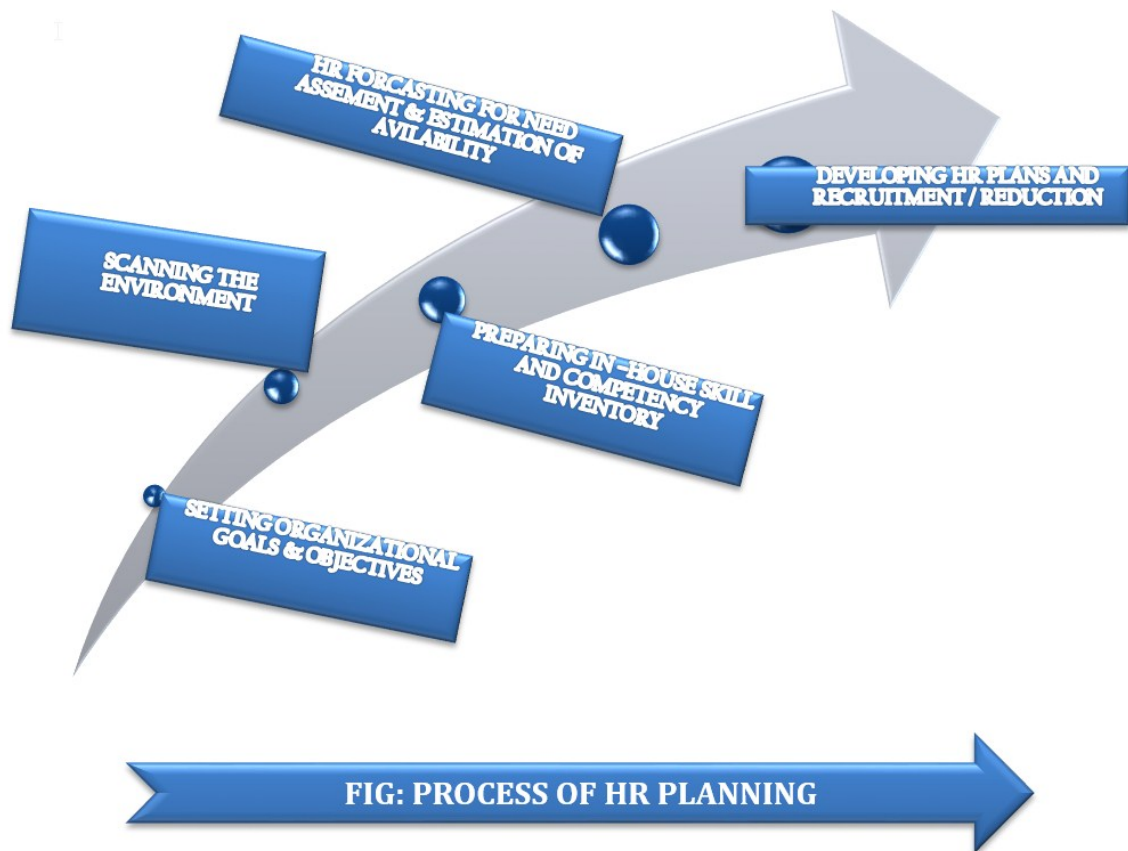 HR FORCASTING FOR NEED
ASSEMENT & ESTIMATION OF
AVILABILITY
DEVELOPING HR PLANS AND
RECRUITMENT / REDUCTION
SCANNING THE
ENVIRONMENT
PREPARING IN -HOUSE SKILL
AND COMPETENCY
INVENTORY
SETTING ORGANIZATIONAL
GOALS & OBJECTIVES
FIG: PROCESS OF HR PLANNING